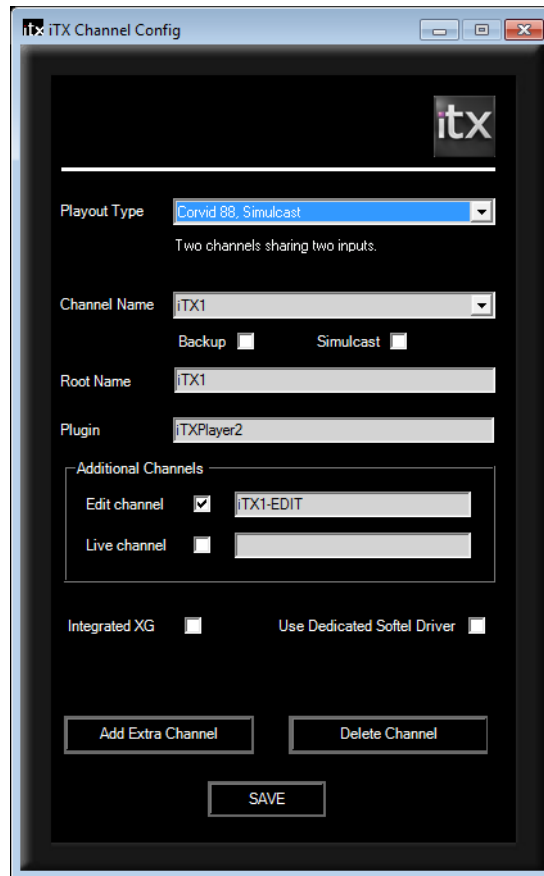 itx iTX Channel Config
itx
Playout Type Corvid 88, Simulcast
Two channels sharing two inputs.
Channel Name iTX1
Backup Simulcast
Root Name iTX1
Plugin iTXPlayer2
Additional Channels
Edit channel iTX1-EDIT
Live channel
Integrated XG Use Dedicated Softel Driver
Add Extra Channel Delete Channel
SAVE